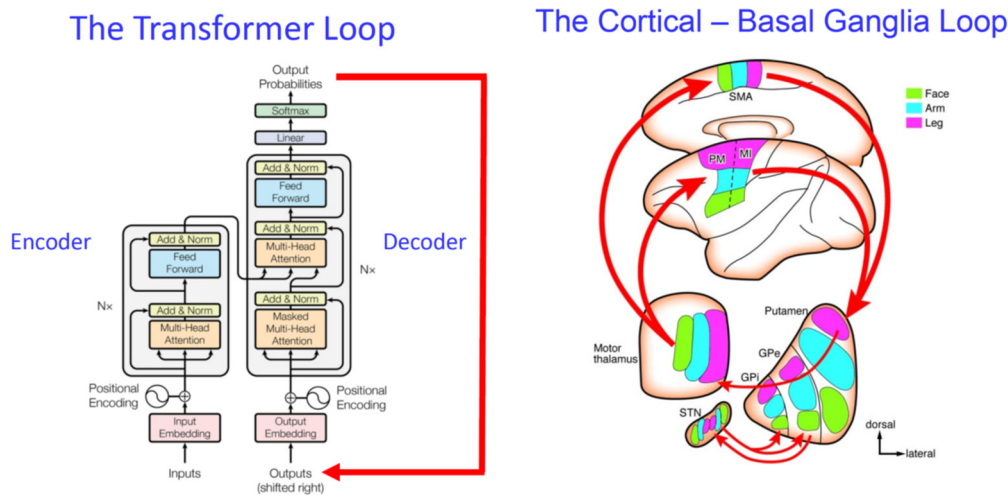 The Transformer Loop
Output
Probabilities
Softmax
Linear
Add & Norm
Feed
Forward
Add & Norm
Multi-Head
Attention
Add & Norm
Masked
Multi-Head
Attention
Nx
Decoder
Encoder
Add & Norm
Feed
Forward
Nx
Add & Norm
Multi-Head
Attention
Positional
Encoding
Positional
Encoding
Input
Embedding
Output
Embedding
Inputs
Outputs
(shifted right)
The Cortical – Basal Ganglia Loop
SMA
Face
Arm
Leg
PM
MI
Putamen
Motor
thalamus
GPe
GPi
STN
dorsal
lateral